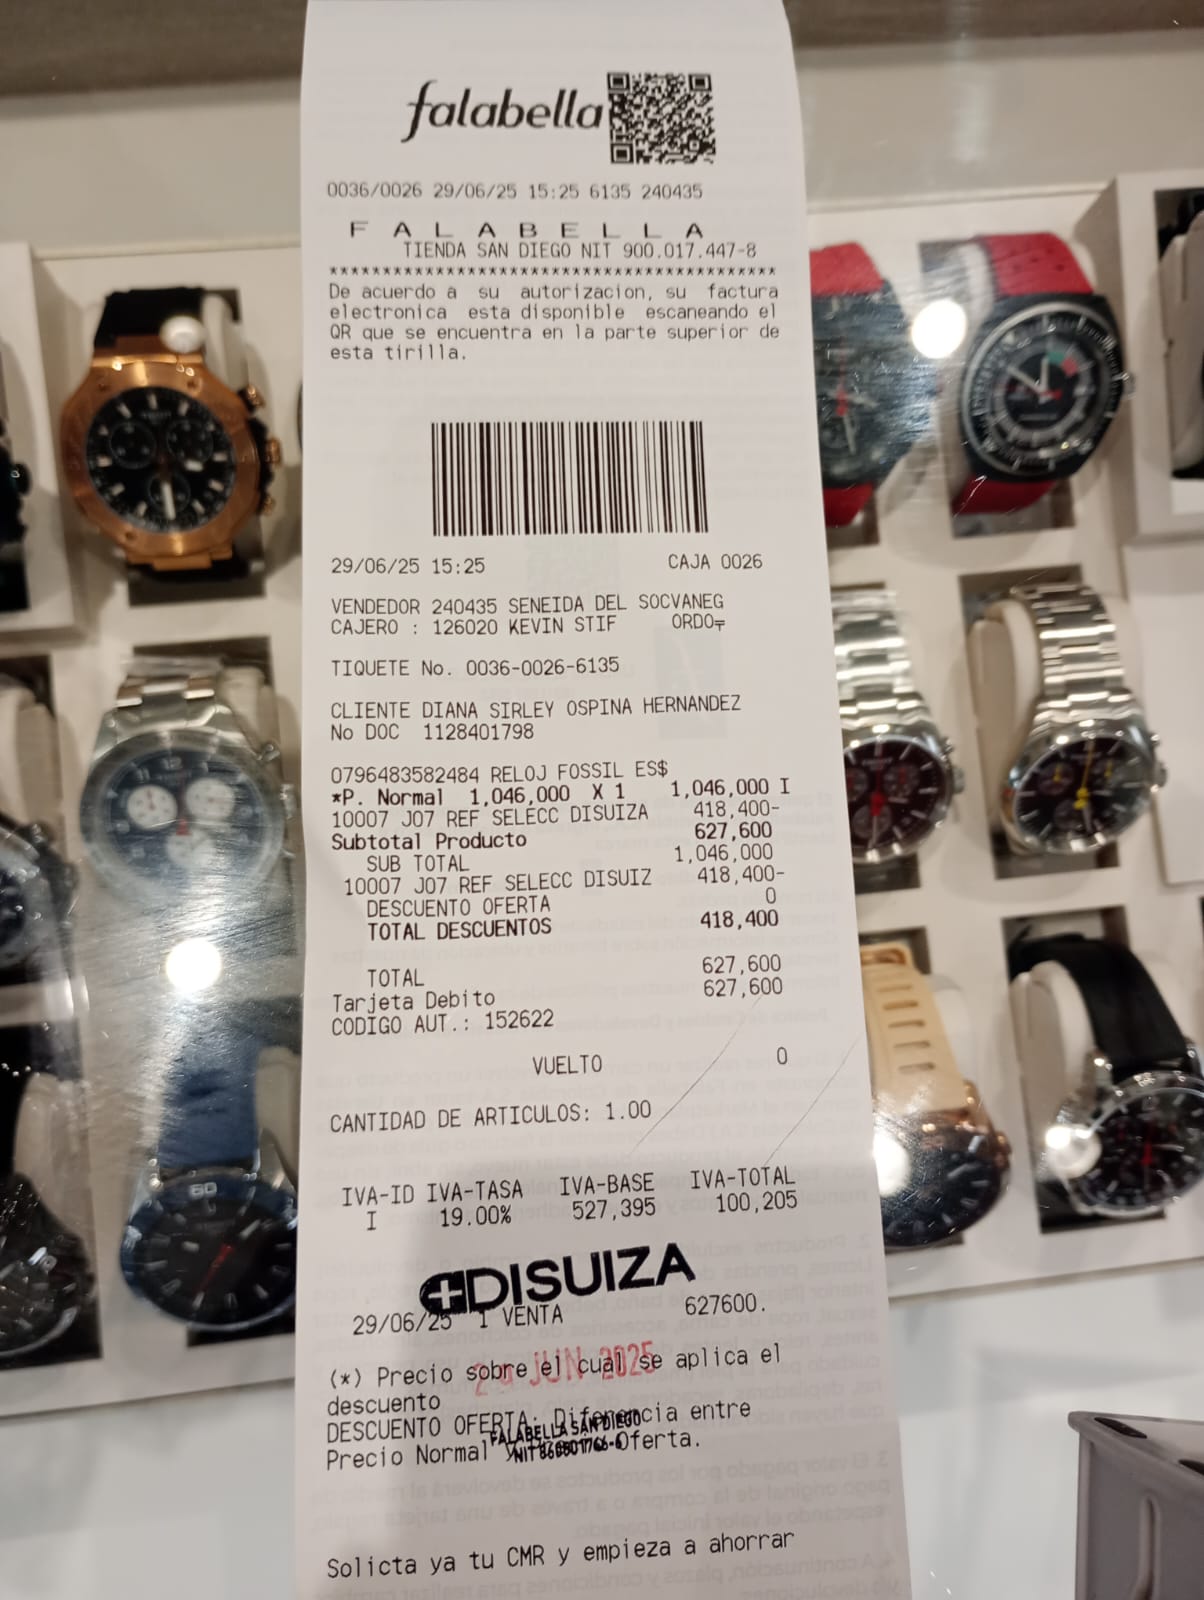 falabella
0036/0026 29/06/25 15:25 6135 240435
F A L A B E L L A
TIENDA SAN DIEGO NIT 900.017.447-8
******************************************
De acuerdo a su autorizacion, su factura
electronica esta disponible escaneando el
QR que se encuentra en la parte superior de
esta tirilla.
29/06/25 15:25 CAJA 0026
VENDEDOR 240435 SENEIDA DEL SOCVANEG
CAJERO : 126020 KEVIN STIF ORDO
TIQUETE No. 0036-0026-6135
CLIENTE DIANA SIRLEY OSPINA HERNANDEZ
No DOC 1128401798
0796483582484 RELOJ FOSSIL ES$
*P. Normal 1,046,000 X 1 1,046,000 I
10007 J07 REF SELECC DISUIZA 418,400-
Subtotal Producto 627,600
SUB TOTAL 1,046,000
10007 J07 REF SELECC DISUIZ 418,400-
DESCUENTO OFERTA 0
TOTAL DESCUENTOS 418,400
TOTAL 627,600
Tarjeta Debito 627,600
CODIGO AUT.: 152622
VUELTO 0
CANTIDAD DE ARTICULOS: 1.00
IVA-ID IVA-TASA IVA-BASE IVA-TOTAL
I 19.00% 527,395 100,205
DISUIZA
29/06/25 1 VENTA 627600.
(*) Precio sobre el cual se aplica el
29 JUN 2025
descuento
DESCUENTO OFERTA: Diferencia entre
FALABELLA SAN DIEGO
Precio Normal y Oferta.
Solicta ya tu CMR y empieza a ahorrar